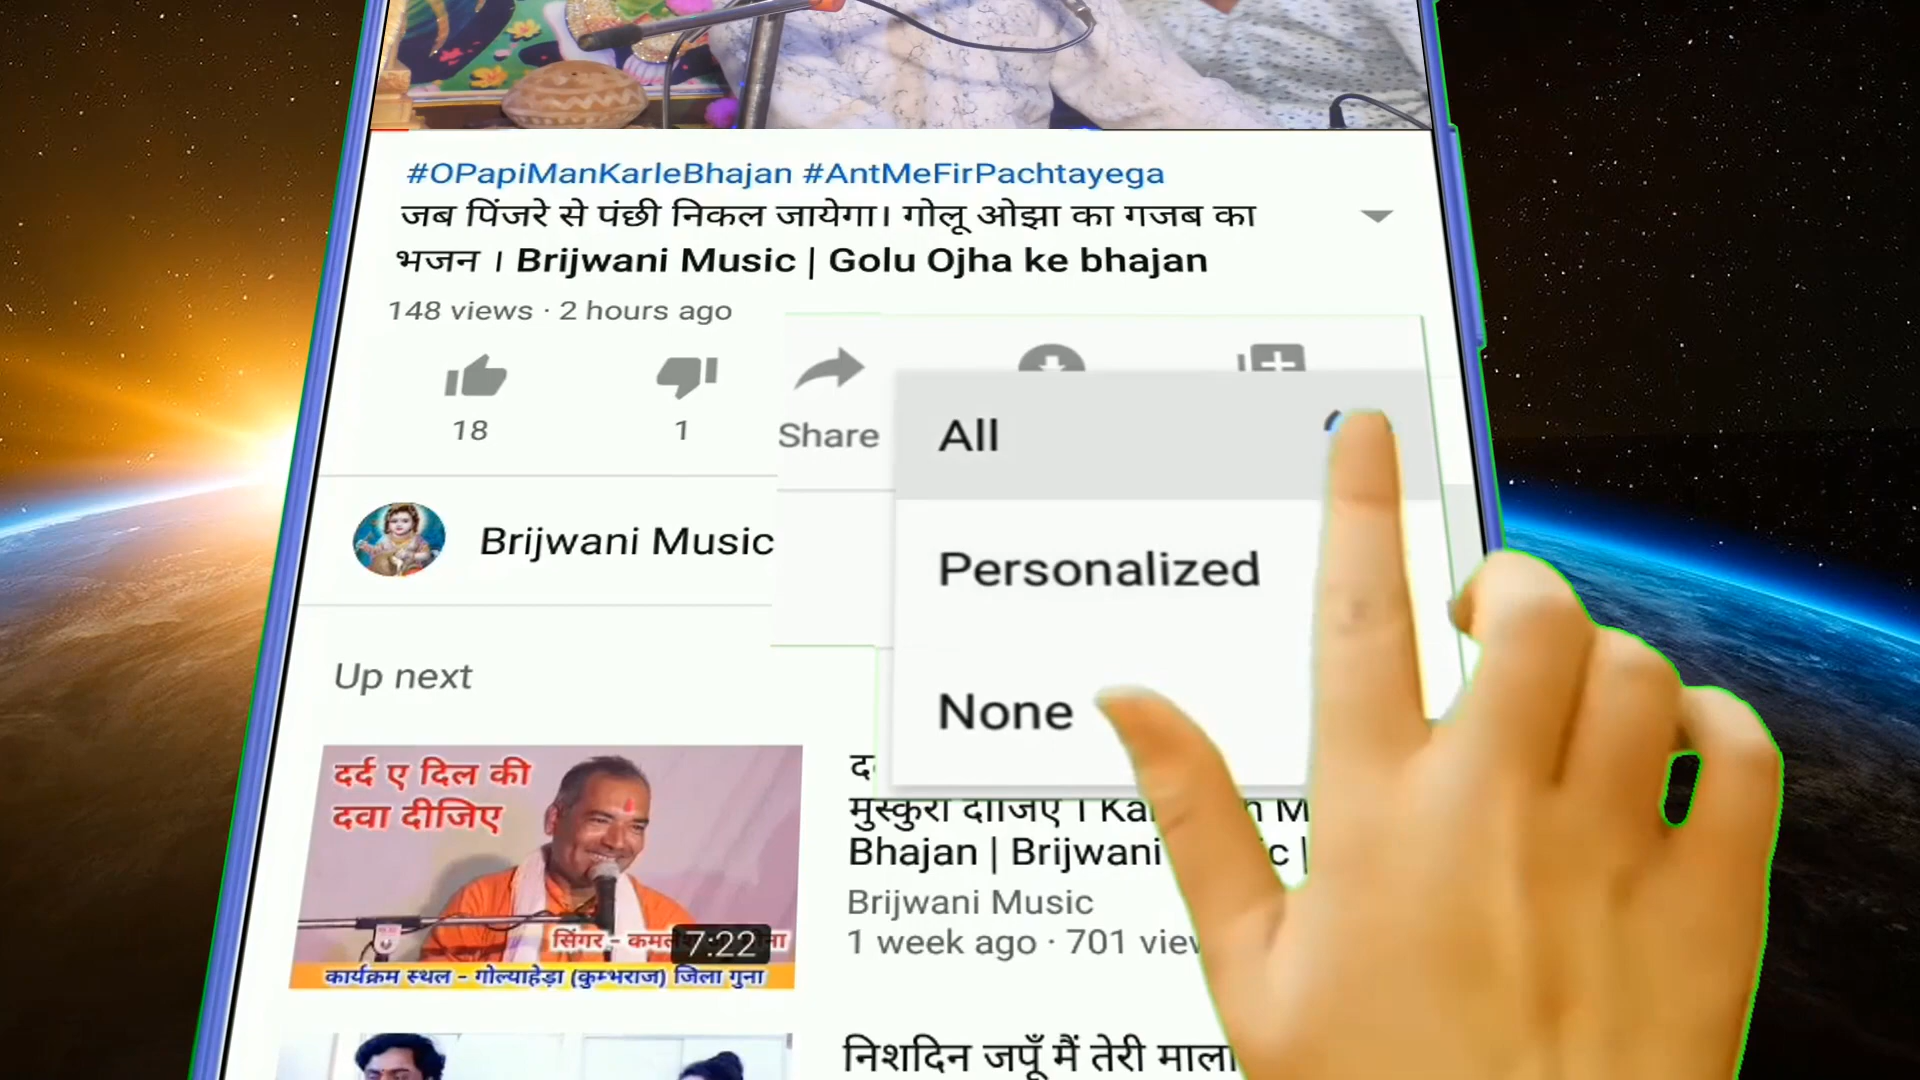 #OPapiManKarleBhajan #AntMeFirPachtayega
जब पिंजरे से पंछी निकल जायेगा। गोलू ओझा का गजब का
भजन । Brijwani Music | Golu Ojha ke bhajan
148 views · 2 hours ago
18
1
Share
All
Personalized
None
Brijwani Music
Up next
दर्द ए दिल की
दवा दीजिए
सिंगर -
7:22
कार्यक्रम स्थल - गोल्याहेड़ा (कुम्भराज) जिला गुना
मुस्कुरा दीजिए ।
Bhajan | Brijwani
Brijwani Music
1 week ago · 701
निशदिन जपूँ मैं तेरी माला